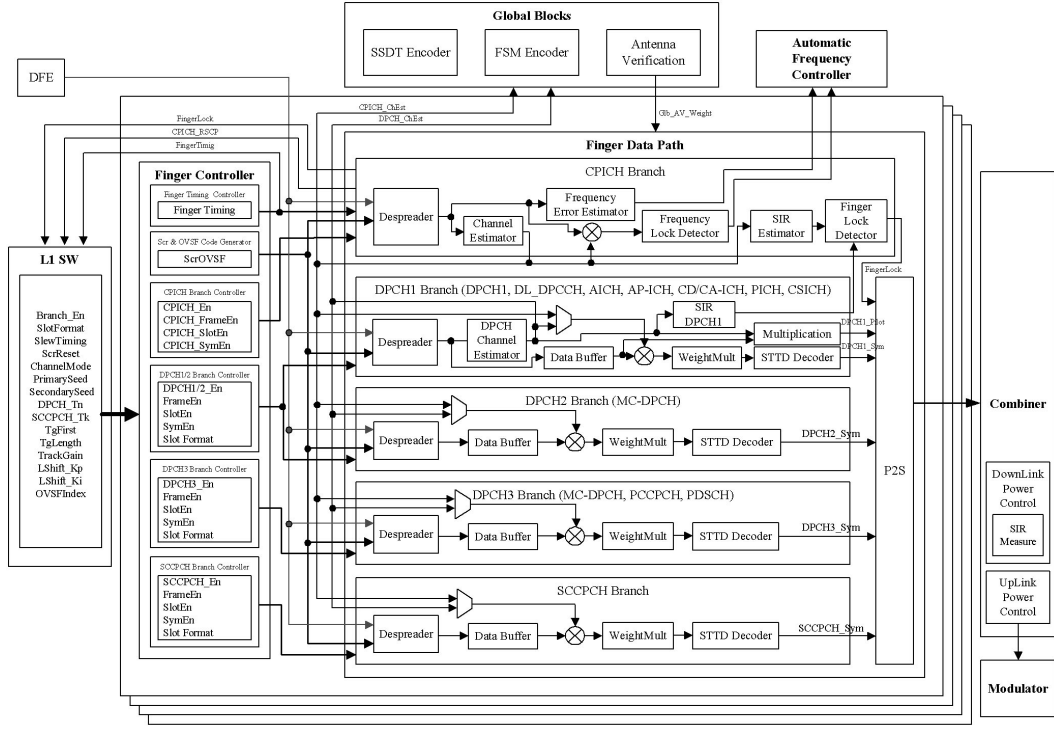 Global Blocks
SSDT Encoder
FSM Encoder
Antenna
Verification
Automatic
Frequency
Controller
DFE
CPICH_ChEst
DPCH_ChEst
Glb_AV_Weight
FingerLock
CPICH_RSCP
FingerTimig
Finger Controller
Finger Timing Controller
Finger Timing
Scr & OVSF Code Generator
ScrOVSF
CPICH Branch Controller
CPICH_En
CPICH_FrameEn
CPICH_SlotEn
CPICH_SymEn
DPCH1/2 Branch Controller
DPCH1/2_En
FrameEn
SlotEn
SymEn
Slot Format
DPCH3 Branch Controller
DPCH3_En
FrameEn
SlotEn
SymEn
Slot Format
SCCPCH Branch Controller
SCCPCH_En
FrameEn
SlotEn
SymEn
Slot Format
L1 SW
Branch_En
SlotFormat
SlewTiming
ScrReset
ChannelMode
PrimarySeed
SecondarySeed
DPCH_Tn
SCCPCH_Tk
TgFirst
TgLength
TrackGain
LShift_Kp
LShift_Ki
OVSFIndex
Finger Data Path
CPICH Branch
Despreader
Channel
Estimator
Frequency
Error Estimator
Frequency
Lock Detector
SIR
Estimator
Finger
Lock
Detector
FingerLock
DPCH1 Branch (DPCH1, DL_DPCCH, AICH, AP-ICH, CD/CA-ICH, PICH, CSICH)
Despreader
DPCH
Channel
Estimator
SIR
DPCH1
Multiplication
DPCH1_Pilot
Data Buffer
WeightMult
STTD Decoder
DPCH1_Sym
DPCH2 Branch (MC-DPCH)
Despreader
Data Buffer
WeightMult
STTD Decoder
DPCH2_Sym
DPCH3 Branch (MC-DPCH, PCCPCH, PDSCH)
Despreader
Data Buffer
WeightMult
STTD Decoder
DPCH3_Sym
SCCPCH Branch
Despreader
Data Buffer
WeightMult
STTD Decoder
SCCPCH_Sym
P2S
Combiner
DownLink
Power
Control
SIR
Measure
UpLink
Power
Control
Modulator